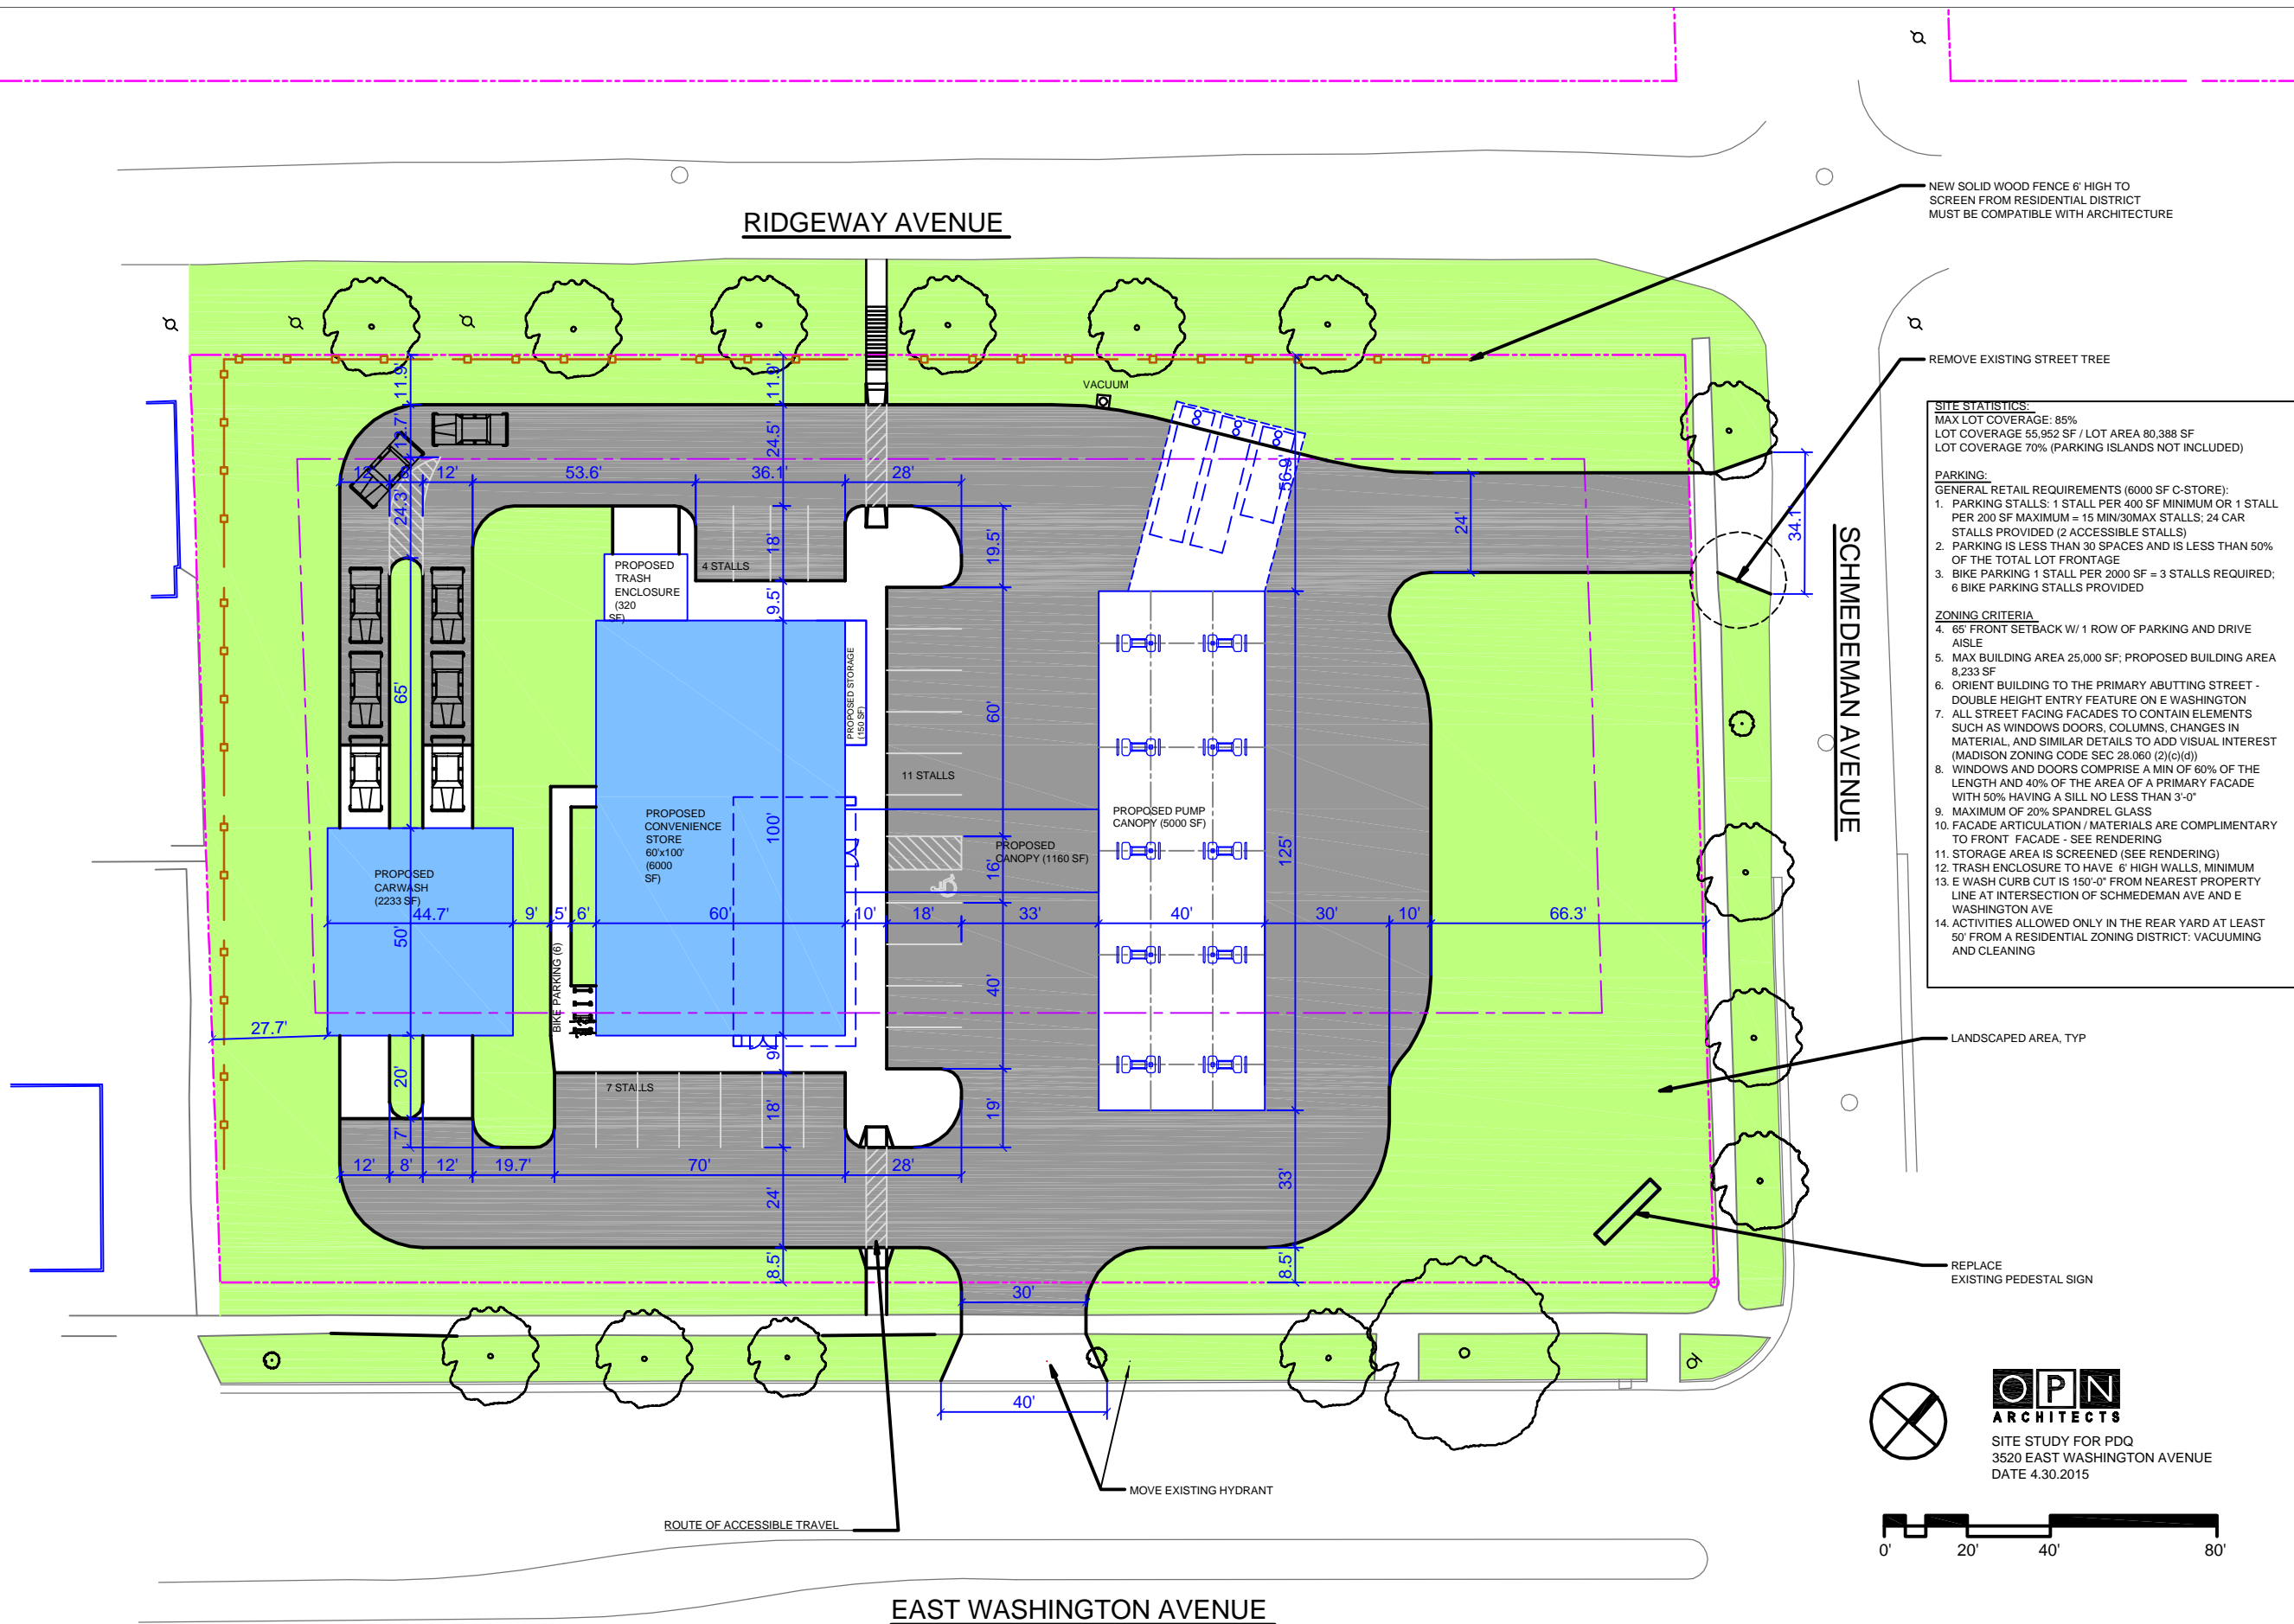 RIDGEWAY AVENUE
NEW SOLID WOOD FENCE 6' HIGH TO
SCREEN FROM RESIDENTIAL DISTRICT
MUST BE COMPATIBLE WITH ARCHITECTURE
REMOVE EXISTING STREET TREE
VACUUM
SITE STATISTICS:
MAX LOT COVERAGE: 85%
LOT COVERAGE 55,952 SF / LOT AREA 80,388 SF
LOT COVERAGE 70% (PARKING ISLANDS NOT INCLUDED)
PARKING:
GENERAL RETAIL REQUIREMENTS (6000 SF C-STORE):
1. PARKING STALLS: 1 STALL PER 400 SF MINIMUM OR 1 STALL
PER 200 SF MAXIMUM = 15 MIN/30MAX STALLS; 24 CAR
STALLS PROVIDED (2 ACCESSIBLE STALLS)
2. PARKING IS LESS THAN 30 SPACES AND IS LESS THAN 50%
OF THE TOTAL LOT FRONTAGE
3. BIKE PARKING 1 STALL PER 2000 SF = 3 STALLS REQUIRED;
6 BIKE PARKING STALLS PROVIDED
ZONING CRITERIA
4. 65' FRONT SETBACK W/ 1 ROW OF PARKING AND DRIVE
AISLE
5. MAX BUILDING AREA 25,000 SF; PROPOSED BUILDING AREA
8,233 SF
6. ORIENT BUILDING TO THE PRIMARY ABUTTING STREET -
DOUBLE HEIGHT ENTRY FEATURE ON E WASHINGTON
7. ALL STREET FACING FACADES TO CONTAIN ELEMENTS
SUCH AS WINDOWS DOORS, COLUMNS, CHANGES IN
MATERIAL, AND SIMILAR DETAILS TO ADD VISUAL INTEREST
(MADISON ZONING CODE SEC 28.060 (2)(c)(d))
8. WINDOWS AND DOORS COMPRISE A MIN OF 60% OF THE
LENGTH AND 40% OF THE AREA OF A PRIMARY FACADE
WITH 50% HAVING A SILL NO LESS THAN 3'-0"
9. MAXIMUM OF 20% SPANDREL GLASS
10. FACADE ARTICULATION / MATERIALS ARE COMPLIMENTARY
TO FRONT FACADE - SEE RENDERING
11. STORAGE AREA IS SCREENED (SEE RENDERING)
12. TRASH ENCLOSURE TO HAVE 6' HIGH WALLS, MINIMUM
13. E WASH CURB CUT IS 150'-0" FROM NEAREST PROPERTY
LINE AT INTERSECTION OF SCHMEDEMAN AVE AND E
WASHINGTON AVE
14. ACTIVITIES ALLOWED ONLY IN THE REAR YARD AT LEAST
50' FROM A RESIDENTIAL ZONING DISTRICT: VACUUMING
AND CLEANING
SCHMEDEMAN AVENUE
11.9'
11.9'
24.5'
56.9'
12'
12'
53.6'
36.1'
28'
24.3'
18'
19.5'
24'
34.1'
4 STALLS
PROPOSED
TRASH
ENCLOSURE
(320
SF)
9.5'
65'
60'
PROPOSED STORAGE
(150 SF)
11 STALLS
PROPOSED
CONVENIENCE
STORE
60'x100'
(6000
SF)
100'
PROPOSED PUMP
CANOPY (5000 SF)
PROPOSED
CANOPY (1160 SF)
16'
125'
PROPOSED
CARWASH
(2233 SF)
44.7'
9'
5'
6'
60'
10'
18'
33'
40'
30'
10'
66.3'
50'
BIKE PARKING (6)
40'
27.7'
9'
20'
7 STALLS
18'
19'
7'
12'
8'
12'
19.7'
70'
28'
24'
33'
8.5'
8.5'
30'
40'
LANDSCAPED AREA, TYP
REPLACE
EXISTING PEDESTAL SIGN
MOVE EXISTING HYDRANT
ROUTE OF ACCESSIBLE TRAVEL
EAST WASHINGTON AVENUE
OPN
ARCHITECTS
SITE STUDY FOR PDQ
3520 EAST WASHINGTON AVENUE
DATE 4.30.2015
0' 20' 40' 80'